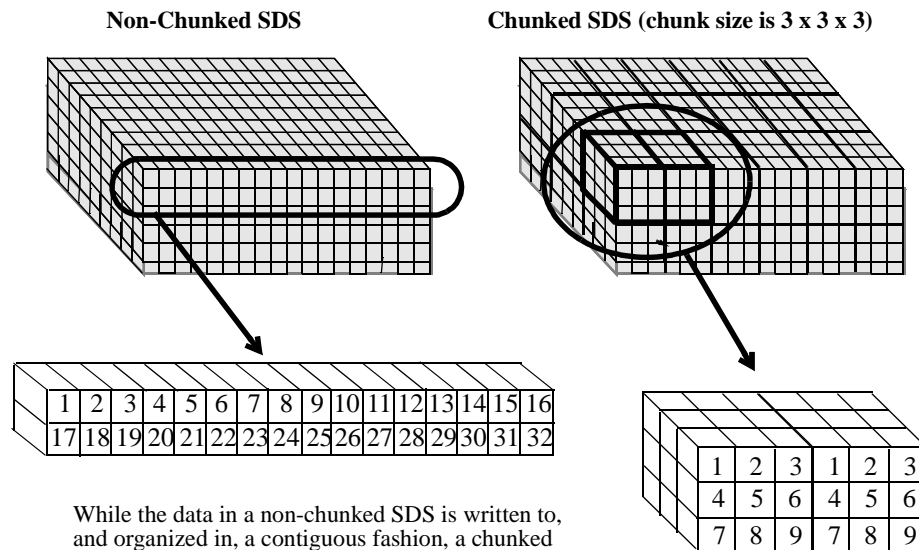 Non-Chunked SDS
Chunked SDS (chunk size is 3 x 3 x 3)
1 2 3 4 5 6 7 8 9 10 11 12 13 14 15 16
17 18 19 20 21 22 23 24 25 26 27 28 29 30 31 32
1 2 3 1 2 3
4 5 6 4 5 6
7 8 9 7 8 9
While the data in a non-chunked SDS is written to,
and organized in, a contiguous fashion, a chunked